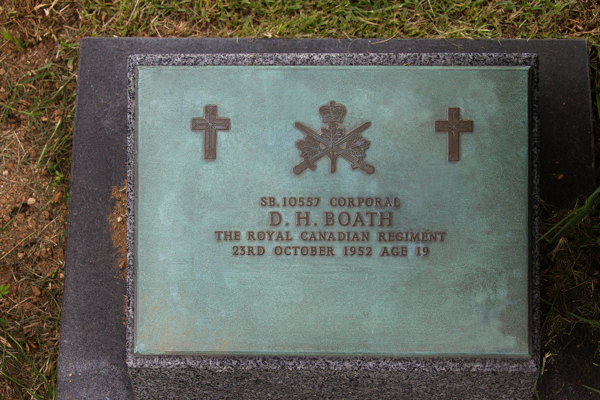 SB.10557 CORPORAL
D. H. BOATH
THE ROYAL CANADIAN REGIMENT
23RD OCTOBER 1952 AGE 19